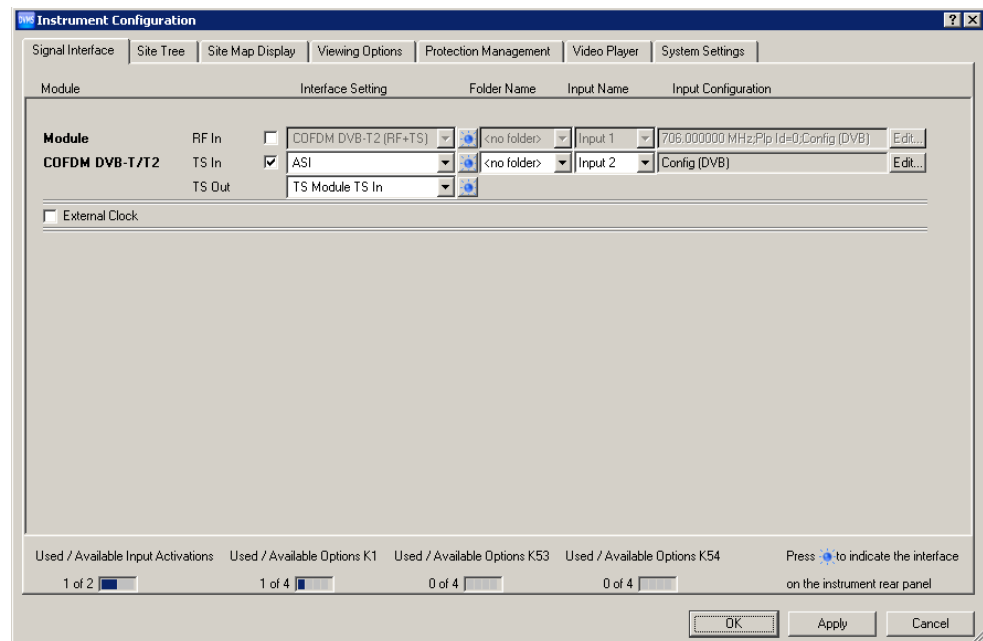 DVMS Instrument Configuration ? X
Signal Interface Site Tree Site Map Display Viewing Options Protection Management Video Player System Settings
Module Interface Setting Folder Name Input Name Input Configuration
Module RF In COFDM DVB-T2 (RF+TS) <no folder> Input 1 706.000000 MHz;Plp Id=0;Config (DVB) Edit...
COFDM DVB-T/T2 TS In ASI <no folder> Input 2 Config (DVB) Edit...
TS Out TS Module TS In
External Clock
Used / Available Input Activations Used / Available Options K1 Used / Available Options K53 Used / Available Options K54 Press to indicate the interface
1 of 2 1 of 4 0 of 4 0 of 4 on the instrument rear panel
OK Apply Cancel